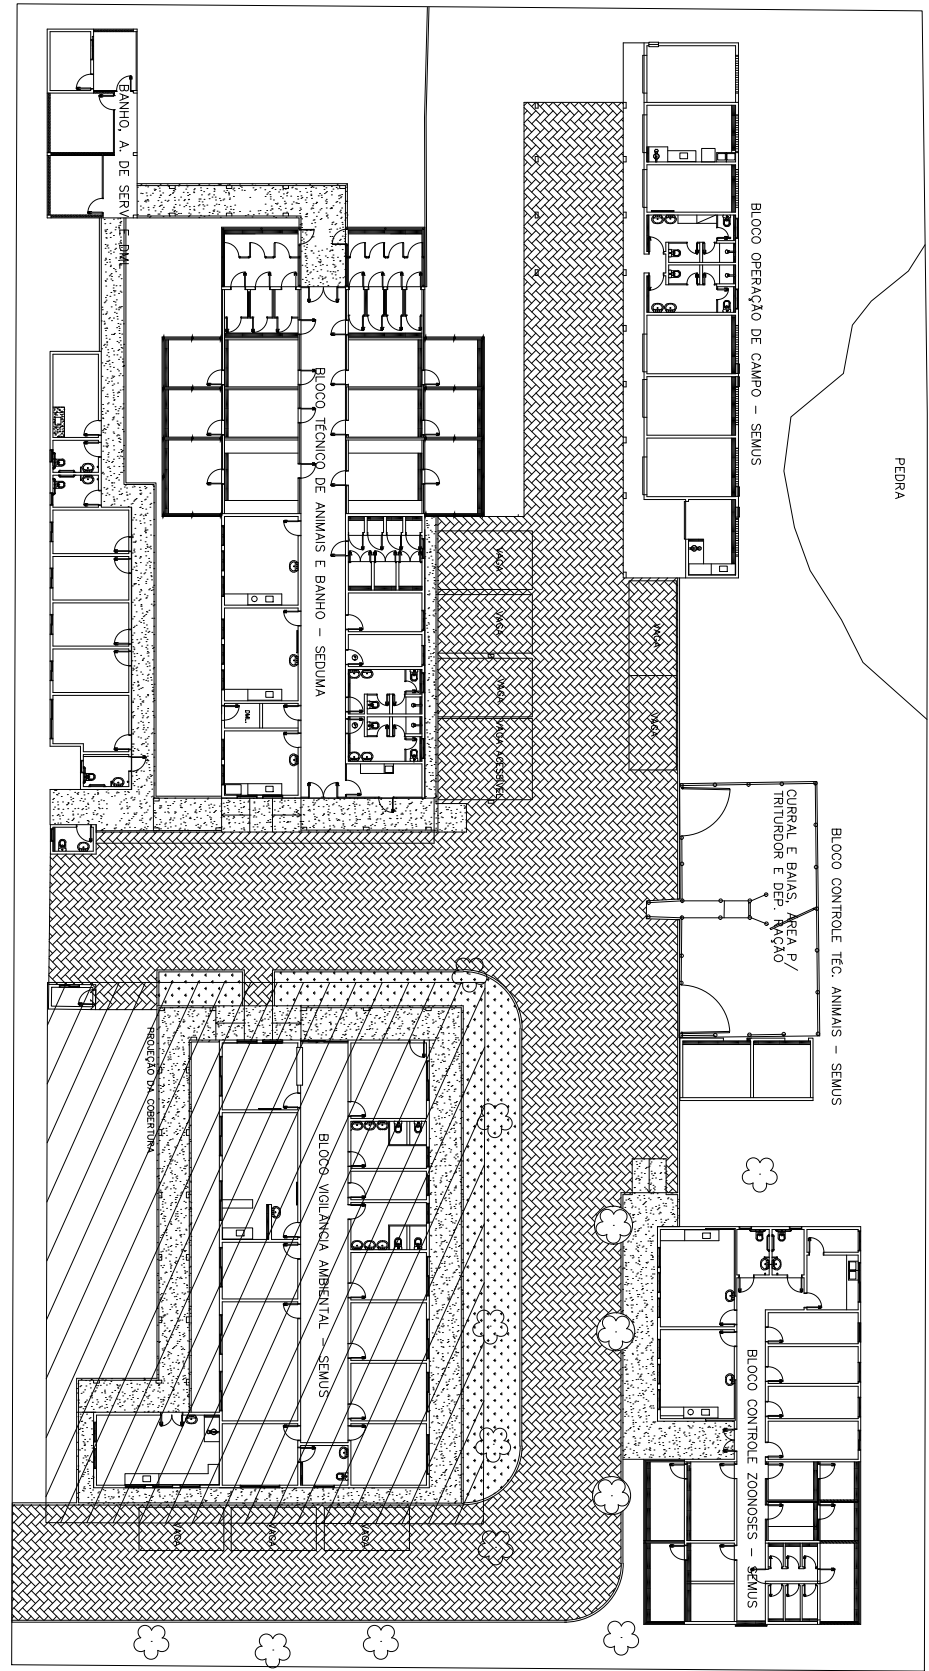 BANHO, A. DE SERV E DML
BLOCO OPERAÇÃO DE CAMPO - SEMUS
PEDRA
BLOCO TÉCNICO DE ANIMAIS E BANHO - SEDUMA
VAGA
VAGA
VAGA
VAGA ACESSÍVEL
VAGA
VAGA
DML
CURRAL E BAIAS, ÁREA P/
TRITURDOR E DEP. RAÇÃO
BLOCO CONTROLE TÉC. ANIMAIS - SEMUS
PROJEÇÃO DA COBERTURA
BLOCO VIGILÂNCIA AMBIENTAL - SEMUS
BLOCO CONTROLE ZOONOSES - SEMUS
VAGA
VAGA
VAGA